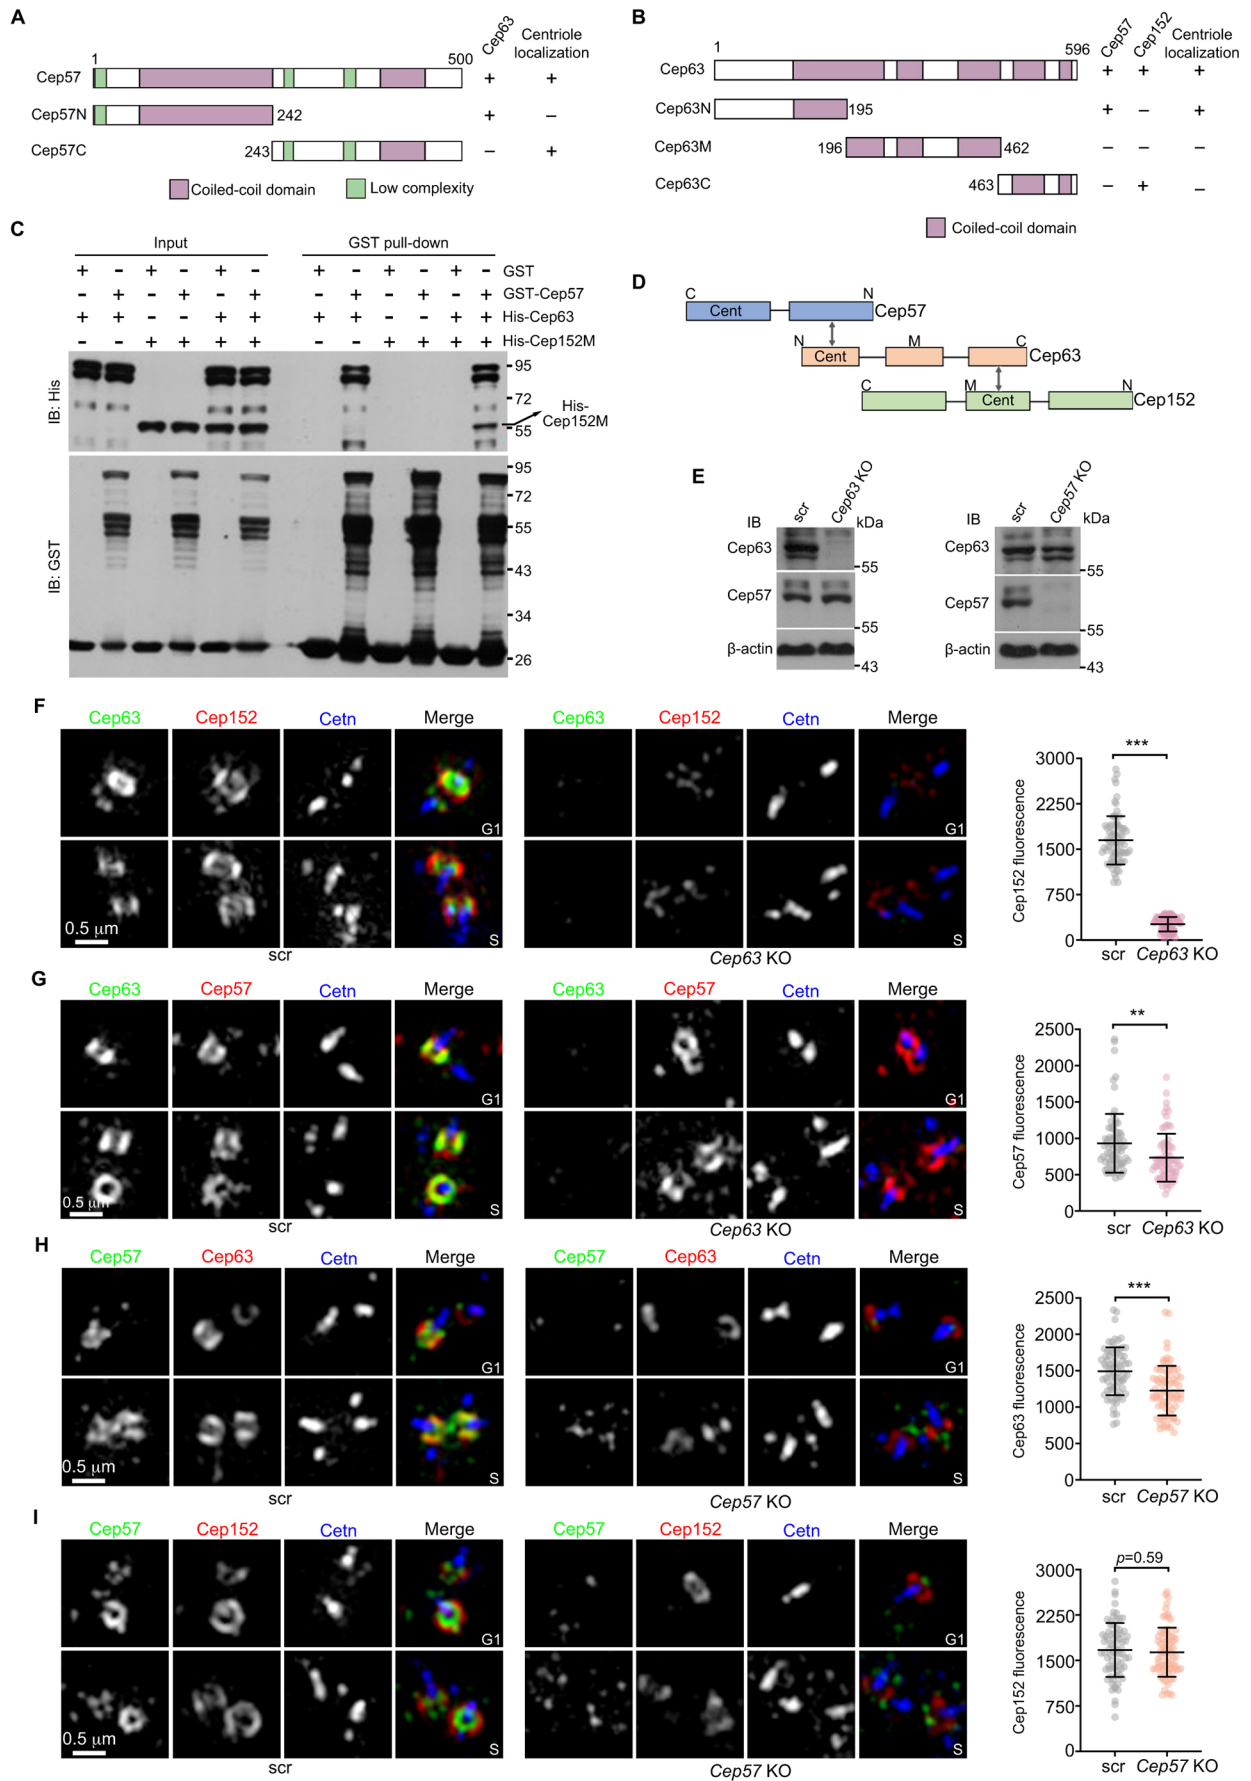 A
Cep63
Centriole
localization
1
500
Cep57
+ +
Cep57N
242
+ –
Cep57C
243
– +
Coiled-coil domain
Low complexity
B
Cep57
Cep152
Centriole
localization
1
596
Cep63
+ + +
Cep63N
195
+ – +
Cep63M
196
462
– – –
Cep63C
463
– + –
Coiled-coil domain
C
Input
GST pull-down
+ - + - + - + - + - + - GST
- + - + - + - + - + - + GST-Cep57
+ + - - + + + + - - + + His-Cep63
- - + + + + - - + + + + His-Cep152M
IB: His
95
72
55
His-
Cep152M
IB: GST
95
72
55
43
34
26
D
C
N
Cent
Cep57
N
M
C
Cent
Cep63
C
M
N
Cent
Cep152
E
IB
scr
Cep63 KO
kDa
Cep63
55
Cep57
55
β-actin
43
IB
scr
Cep57 KO
kDa
Cep63
55
Cep57
55
β-actin
43
F
Cep63 Cep152 Cetn Merge
G1
0.5 μm
S
scr
Cep63 Cep152 Cetn Merge
G1
S
Cep63 KO
Cep152 fluorescence
3000
2250
1500
750
0
***
scr Cep63 KO
G
Cep63 Cep57 Cetn Merge
G1
0.5 μm
S
scr
Cep63 Cep57 Cetn Merge
G1
S
Cep63 KO
Cep57 fluorescence
2500
2000
1500
1000
500
0
**
scr Cep63 KO
H
Cep57 Cep63 Cetn Merge
G1
0.5 μm
S
scr
Cep57 Cep63 Cetn Merge
G1
S
Cep57 KO
Cep63 fluorescence
2500
2000
1500
1000
500
0
***
scr Cep57 KO
I
Cep57 Cep152 Cetn Merge
G1
0.5 μm
S
scr
Cep57 Cep152 Cetn Merge
G1
S
Cep57 KO
Cep152 fluorescence
3000
2250
1500
750
0
p=0.59
scr Cep57 KO